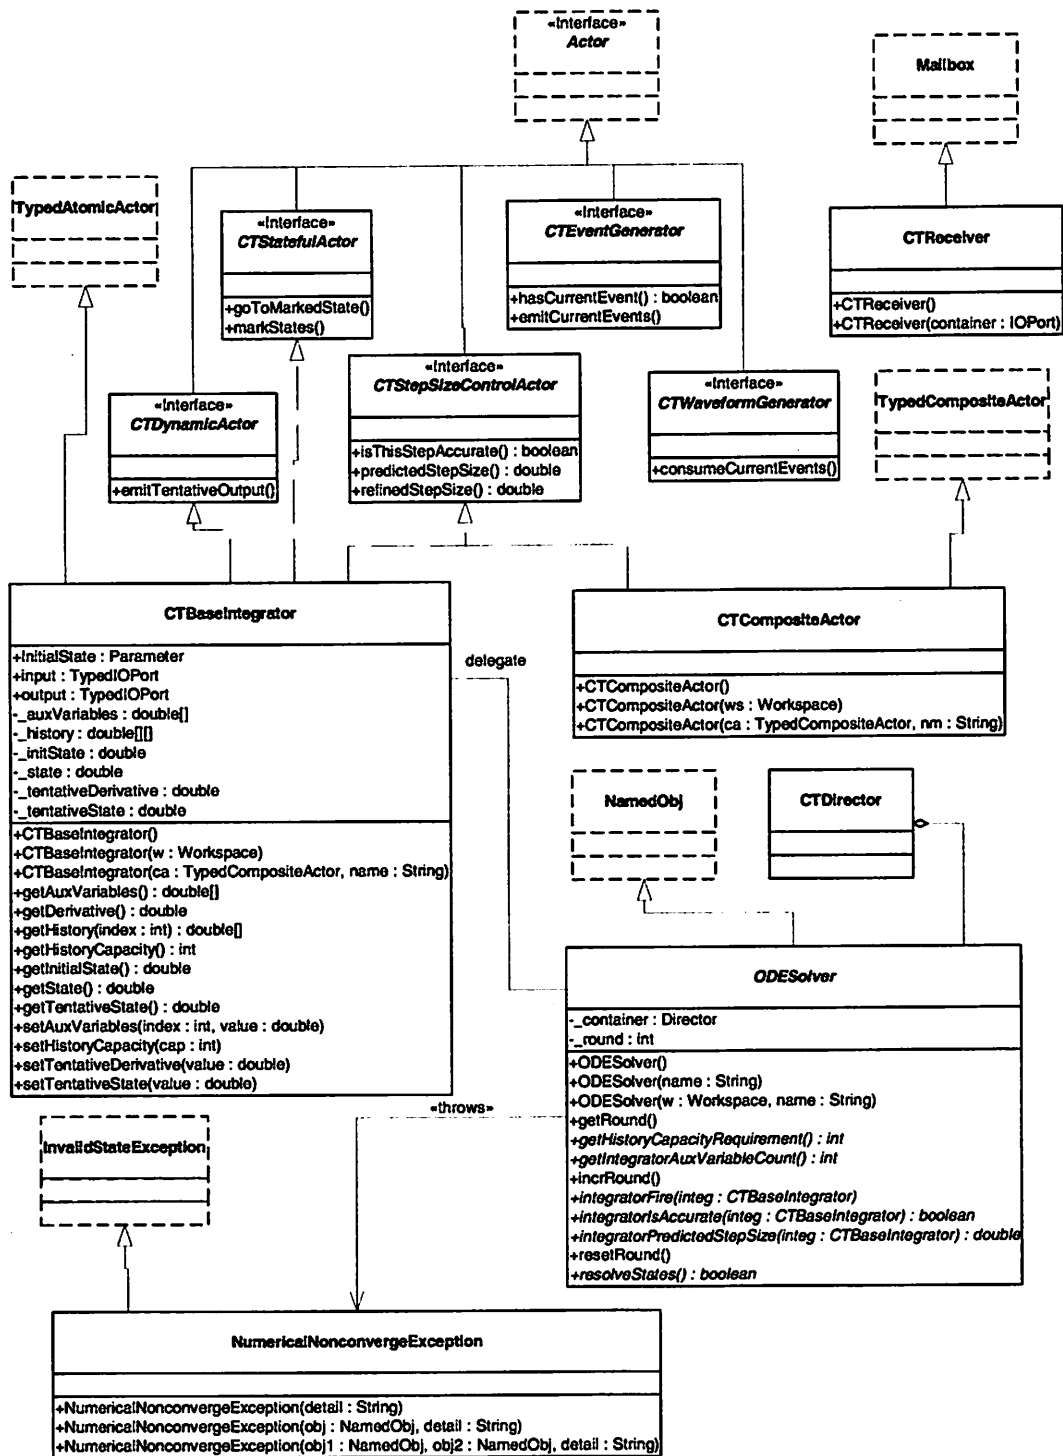 «Interface»
Actor
Mailbox
TypedAtomicActor
«Interface»
CTStatefulActor
+goToMarkedState()
+markStates()
«Interface»
CTEventGenerator
+hasCurrentEvent() : boolean
+emitCurrentEvents()
CTReceiver
+CTReceiver()
+CTReceiver(container : IOPort)
«Interface»
CTDynamicActor
+emitTentativeOutput()
«Interface»
CTStepSizeControlActor
+isThisStepAccurate() : boolean
+predictedStepSize() : double
+refinedStepSize() : double
«Interface»
CTWaveformGenerator
+consumeCurrentEvents()
TypedCompositeActor
CTBaseIntegrator
+InitialState : Parameter
+input : TypedIOPort
+output : TypedIOPort
-_auxVariables : double[]
-_history : double[][]
-_initState : double
-_state : double
-_tentativeDerivative : double
-_tentativeState : double
+CTBaseIntegrator()
+CTBaseIntegrator(w : Workspace)
+CTBaseIntegrator(ca : TypedCompositeActor, name : String)
+getAuxVariables() : double[]
+getDerivative() : double
+getHistory(index : int) : double[]
+getHistoryCapacity() : int
+getInitialState() : double
+getState() : double
+getTentativeState() : double
+setAuxVariables(index : int, value : double)
+setHistoryCapacity(cap : int)
+setTentativeDerivative(value : double)
+setTentativeState(value : double)
delegate
CTCompositeActor
+CTCompositeActor()
+CTCompositeActor(ws : Workspace)
+CTCompositeActor(ca : TypedCompositeActor, nm : String)
NamedObj
CTDirector
ODESolver
-_container : Director
-_round : int
+ODESolver()
+ODESolver(name : String)
+ODESolver(w : Workspace, name : String)
+getRound()
+getHistoryCapacityRequirement() : int
+getIntegratorAuxVariableCount() : int
+incrRound()
+integratorFire(integ : CTBaseIntegrator)
+integratorIsAccurate(integ : CTBaseIntegrator) : boolean
+integratorPredictedStepSize(integ : CTBaseIntegrator) : double
+resetRound()
+resolveStates() : boolean
«throws»
InvalidStateException
NumericalNonconvergeException
+NumericalNonconvergeException(detail : String)
+NumericalNonconvergeException(obj : NamedObj, detail : String)
+NumericalNonconvergeException(obj1 : NamedObj, obj2 : NamedObj, detail : String)